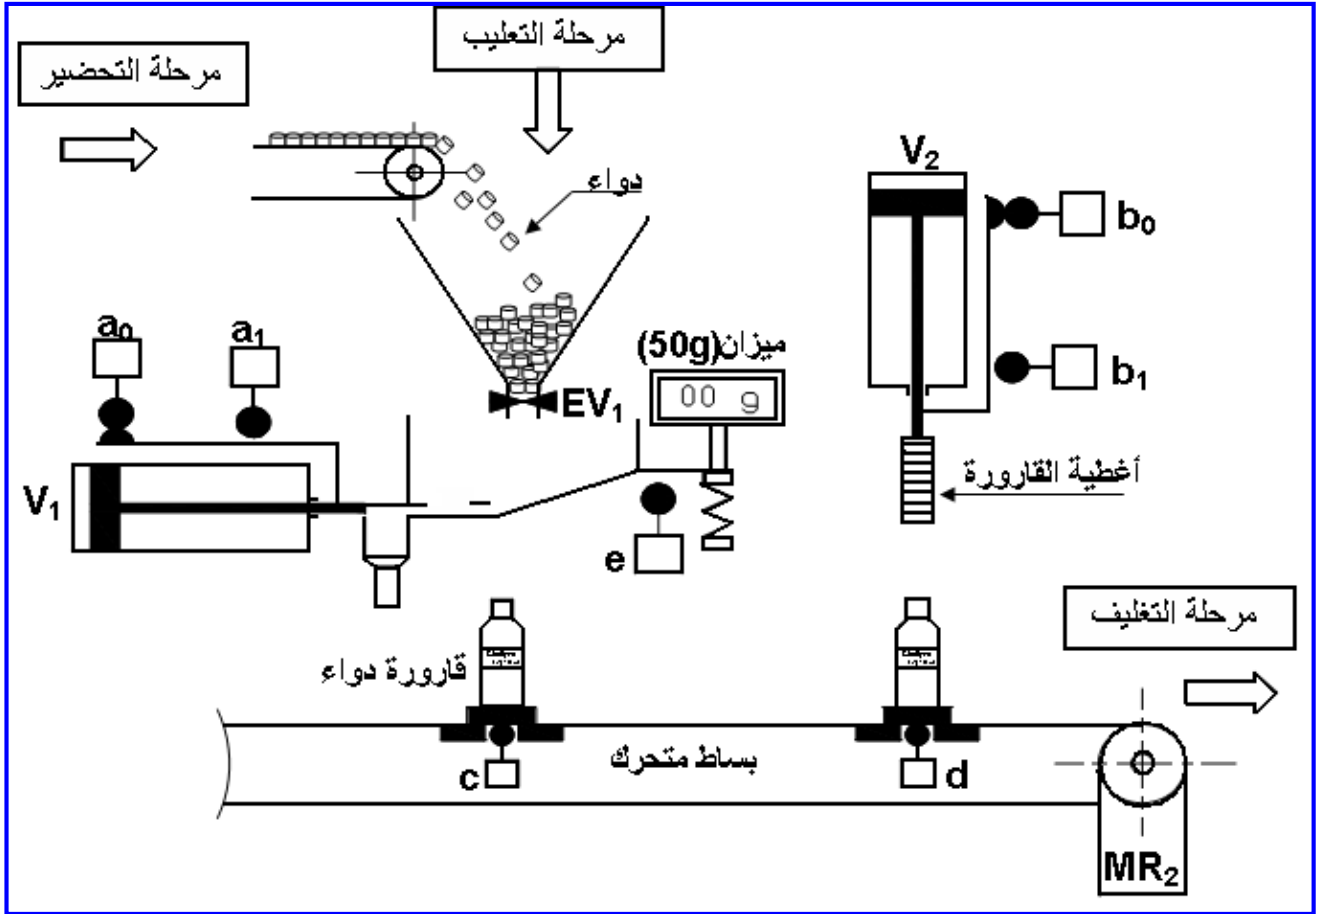 مرحلة التعليب
مرحلة التحضير
V₂
دواء
b₀
a₀
a₁
ميزان(50g)
b₁
00 g
EV₁
أغطية القارورة
V₁
e
مرحلة التغليف
قارورة دواء
بساط متحرك
c
d
MR₂